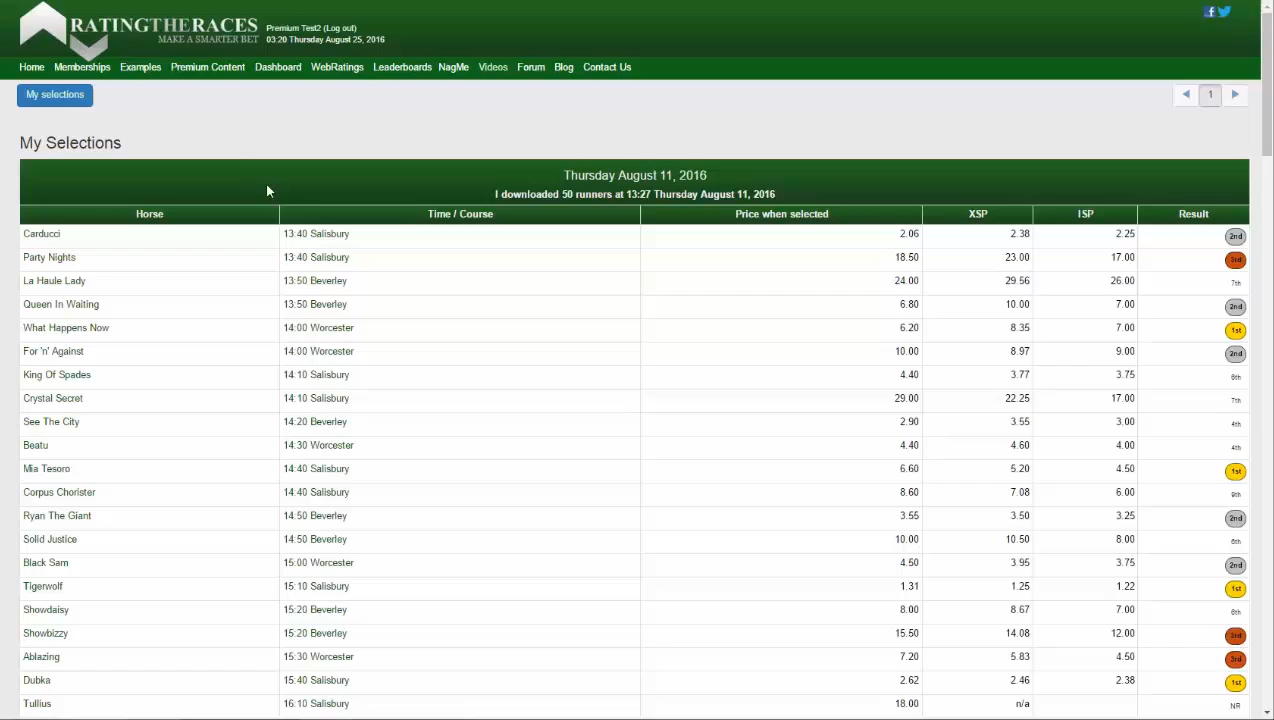 RATINGTHERACES
MAKE A SMARTER BET
Premium Test2 (Log out)
03:20 Thursday August 25, 2016
Home Memberships Examples Premium Content Dashboard WebRatings Leaderboards NagMe Videos Forum Blog Contact Us
My selections
1
My Selections
Thursday August 11, 2016
I downloaded 50 runners at 13:27 Thursday August 11, 2016
Horse Time / Course Price when selected XSP ISP Result
Carducci 13:40 Salisbury 2.06 2.38 2.25 2nd
Party Nights 13:40 Salisbury 18.50 23.00 17.00 3rd
La Haule Lady 13:50 Beverley 24.00 29.56 26.00 7th
Queen In Waiting 13:50 Beverley 6.80 10.00 7.00 2nd
What Happens Now 14:00 Worcester 6.20 8.35 7.00 1st
For 'n' Against 14:00 Worcester 10.00 8.97 9.00 2nd
King Of Spades 14:10 Salisbury 4.40 3.77 3.75 6th
Crystal Secret 14:10 Salisbury 29.00 22.25 17.00 7th
See The City 14:20 Beverley 2.90 3.55 3.00 4th
Beatu 14:30 Worcester 4.40 4.60 4.00 4th
Mia Tesoro 14:40 Salisbury 6.60 5.20 4.50 1st
Corpus Chorister 14:40 Salisbury 8.60 7.08 6.00 9th
Ryan The Giant 14:50 Beverley 3.55 3.50 3.25 2nd
Solid Justice 14:50 Beverley 10.00 10.50 8.00 6th
Black Sam 15:00 Worcester 4.50 3.95 3.75 2nd
Tigerwolf 15:10 Salisbury 1.31 1.25 1.22 1st
Showdaisy 15:20 Beverley 8.00 8.67 7.00 6th
Showbizzy 15:20 Beverley 15.50 14.08 12.00 3rd
Ablazing 15:30 Worcester 7.20 5.83 4.50 3rd
Dubka 15:40 Salisbury 2.62 2.46 2.38 1st
Tullius 16:10 Salisbury 18.00 n/a NR